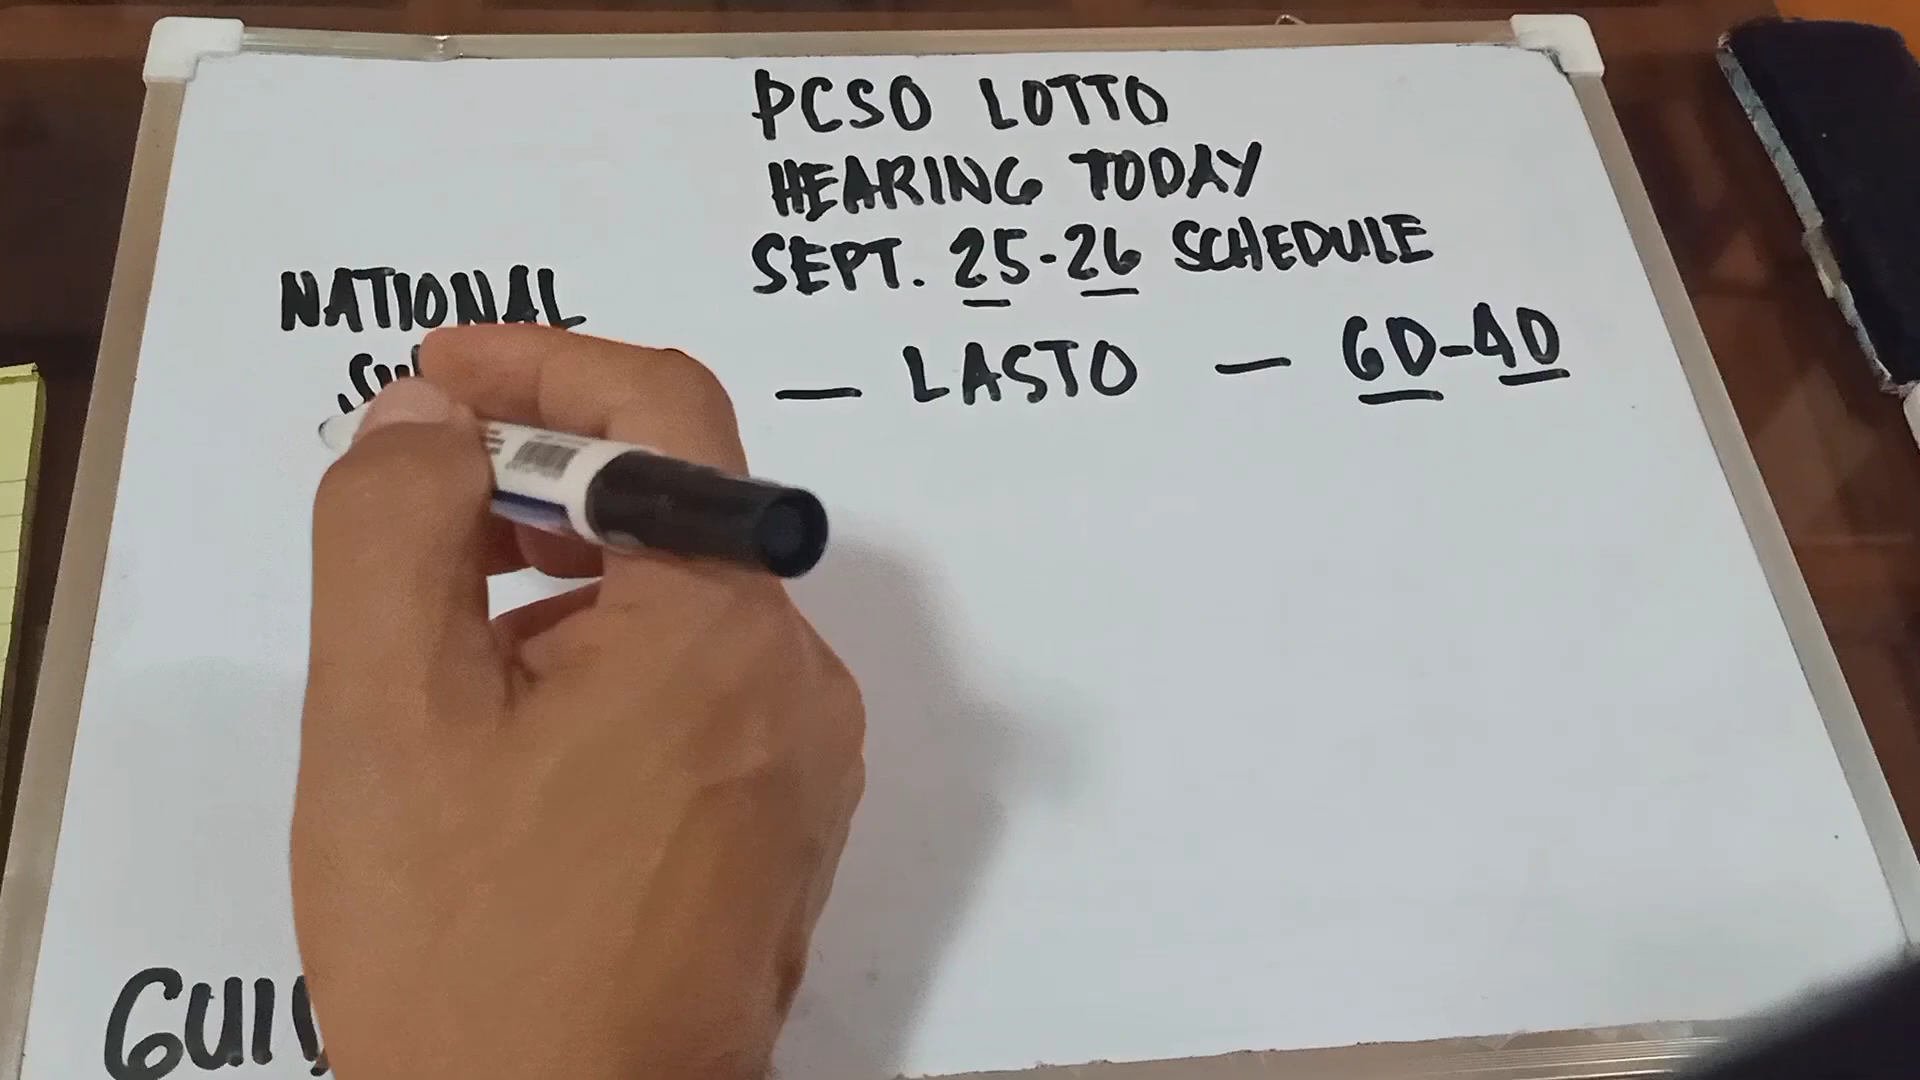 PCSO LOTTO
HEARING TODAY
SEPT. 25-26 SCHEDULE
NATIONAL
— LASTO — 6D-4D